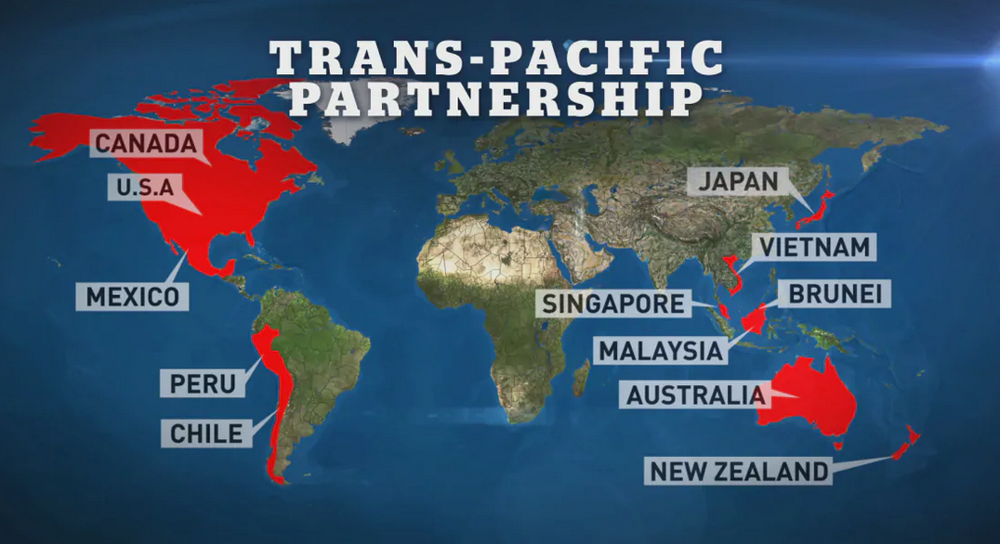 TRANS-PACIFIC
PARTNERSHIP
CANADA
U.S.A
MEXICO
PERU
CHILE
JAPAN
VIETNAM
SINGAPORE
BRUNEI
MALAYSIA
AUSTRALIA
NEW ZEALAND